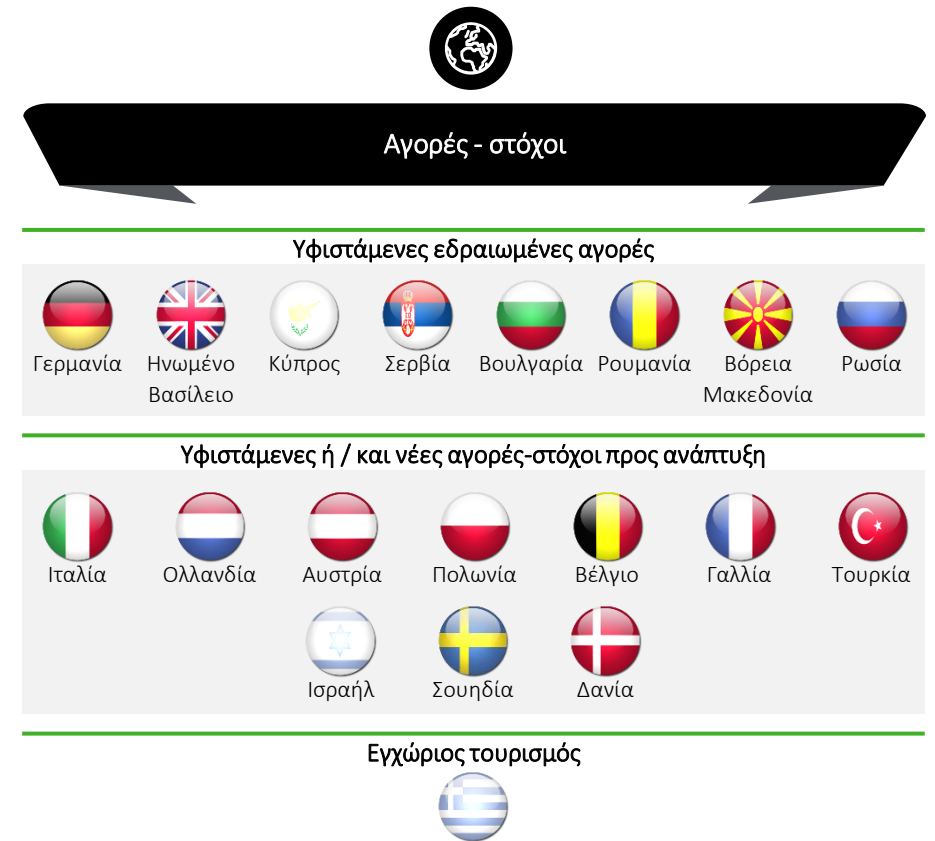 Αγορές - στόχοι
Υφιστάμενες εδραιωμένες αγορές
Γερμανία Ηνωμένο Βασίλειο Κύπρος Σερβία Βουλγαρία Ρουμανία Βόρεια Μακεδονία Ρωσία
Υφιστάμενες ή / και νέες αγορές-στόχοι προς ανάπτυξη
Ιταλία Ολλανδία Αυστρία Πολωνία Βέλγιο Γαλλία Τουρκία
Ισραήλ Σουηδία Δανία
Εγχώριος τουρισμός